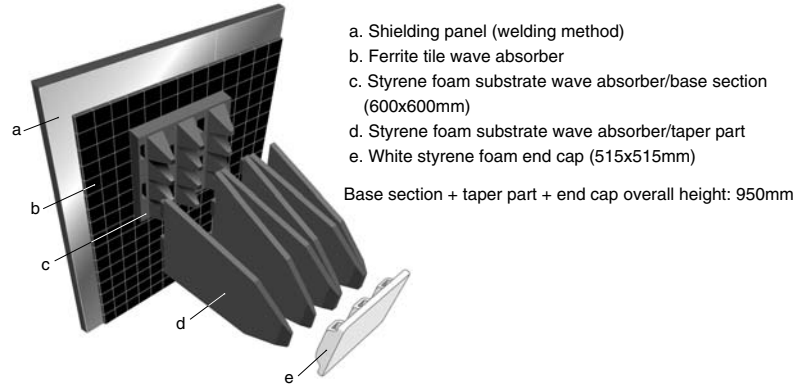 a. Shielding panel (welding method)
b. Ferrite tile wave absorber
c. Styrene foam substrate wave absorber/base section
(600x600mm)
d. Styrene foam substrate wave absorber/taper part
e. White styrene foam end cap (515x515mm)
Base section + taper part + end cap overall height: 950mm
a
b
c
d
e